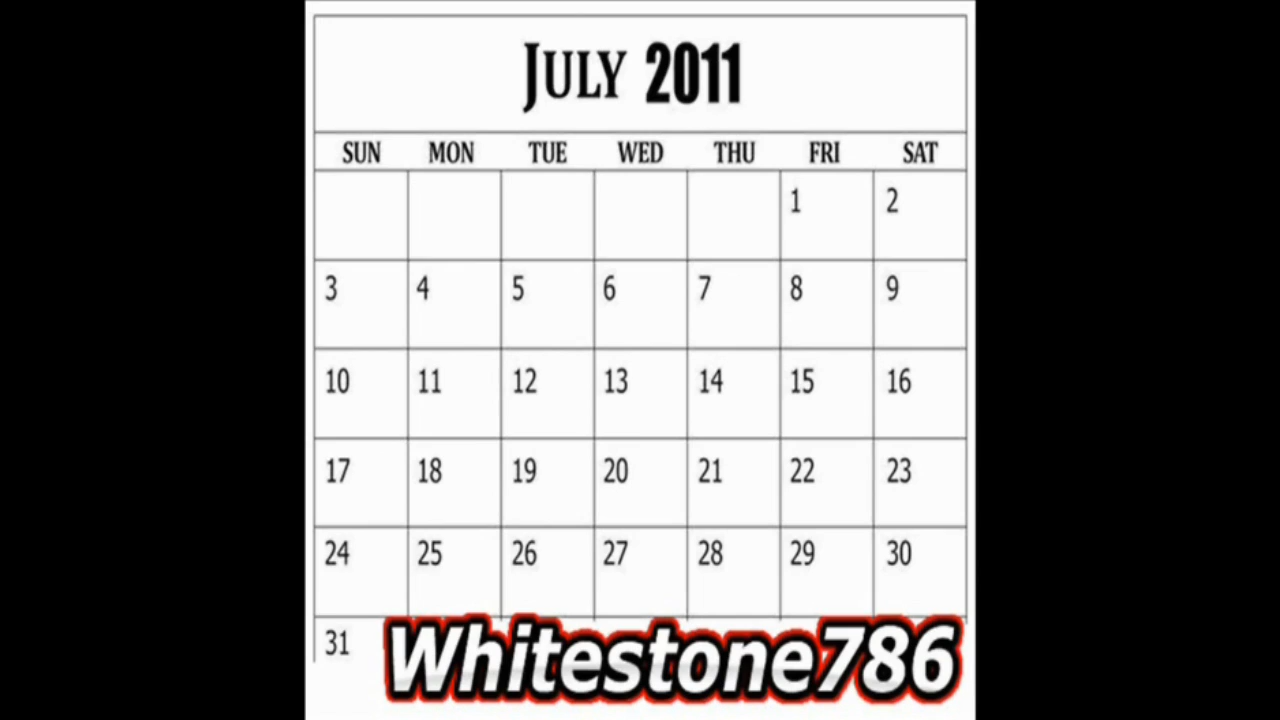 July 2011
SUN MON TUE WED THU FRI SAT
1 2
3 4 5 6 7 8 9
10 11 12 13 14 15 16
17 18 19 20 21 22 23
24 25 26 27 28 29 30
31 Whitestone786